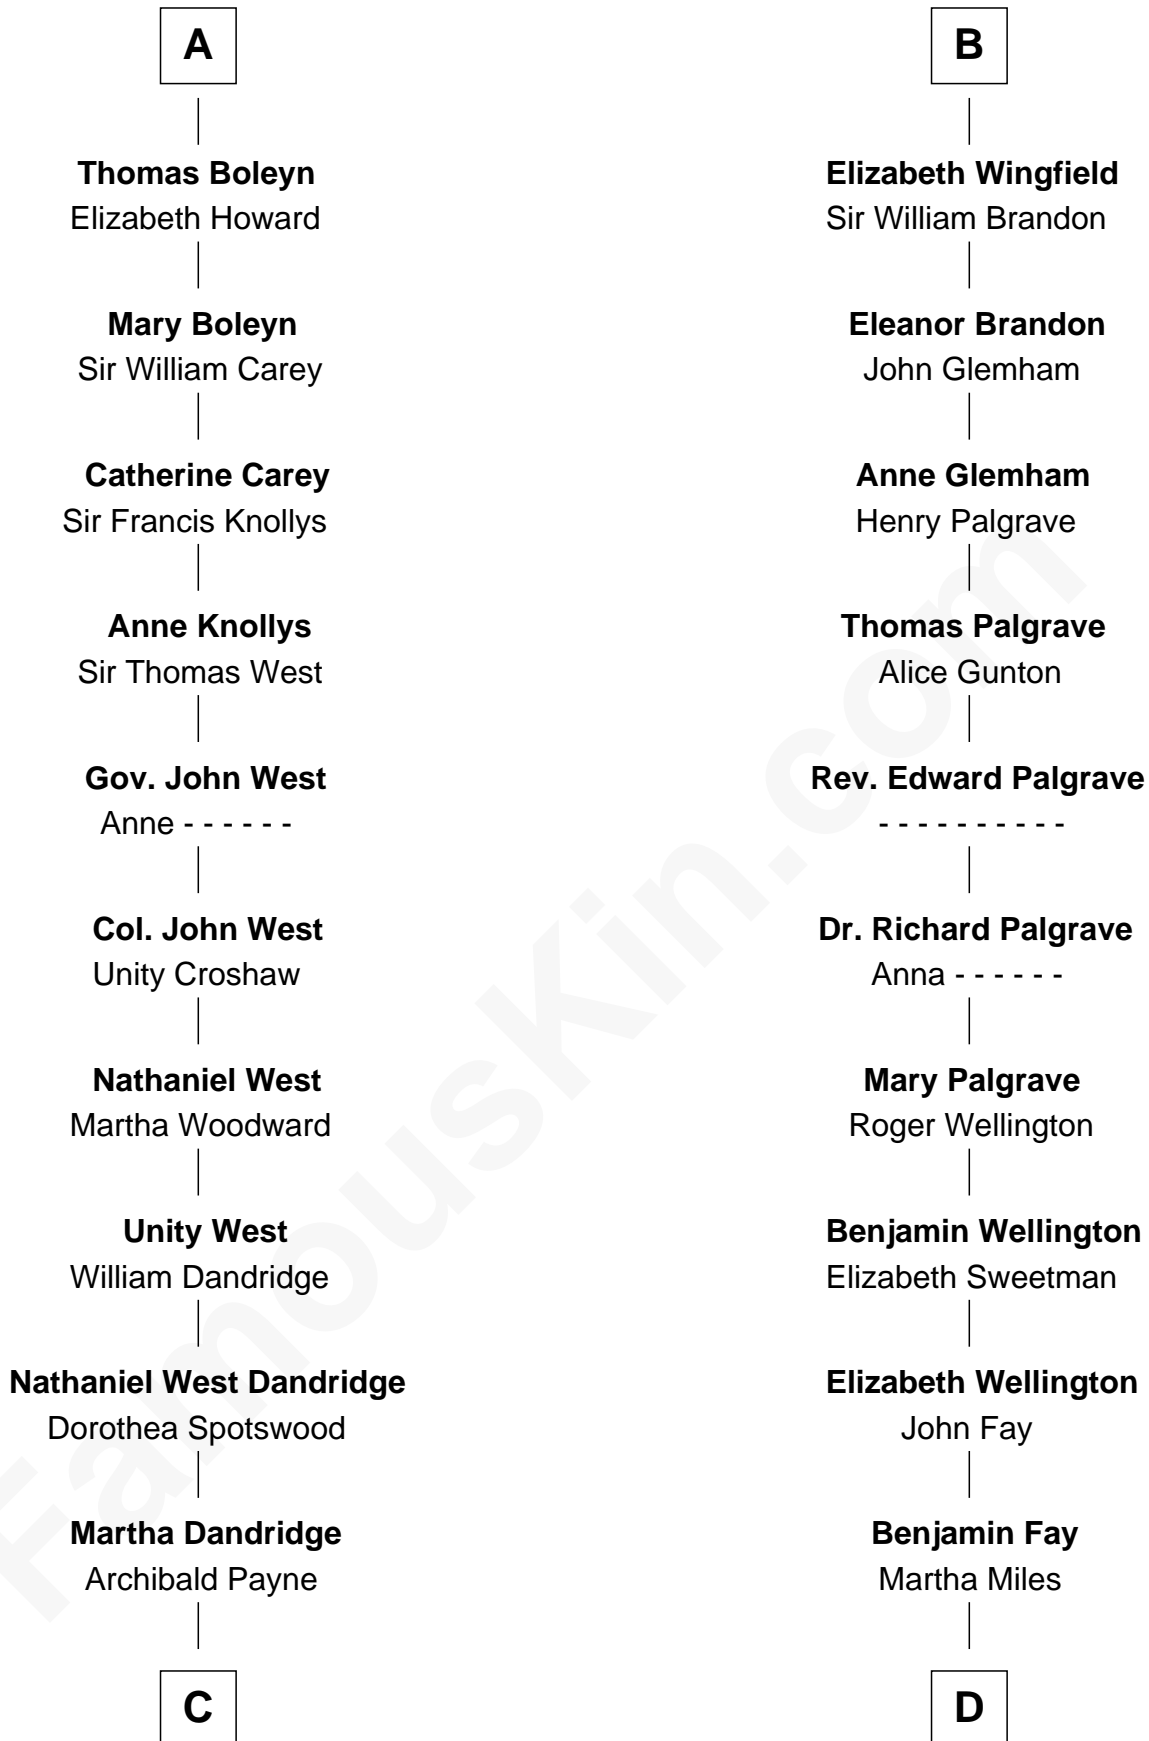 A
Thomas Boleyn
Elizabeth Howard
Mary Boleyn
Sir William Carey
Catherine Carey
Sir Francis Knollys
Anne Knollys
Sir Thomas West
Gov. John West
Anne - - - - - -
Col. John West
Unity Croshaw
Nathaniel West
Martha Woodward
Unity West
William Dandridge
Nathaniel West Dandridge
Dorothea Spotswood
Martha Dandridge
Archibald Payne
C
B
Elizabeth Wingfield
Sir William Brandon
Eleanor Brandon
John Glemham
Anne Glemham
Henry Palgrave
Thomas Palgrave
Alice Gunton
Rev. Edward Palgrave
- - - - - - - - - -
Dr. Richard Palgrave
Anna - - - - - -
Mary Palgrave
Roger Wellington
Benjamin Wellington
Elizabeth Sweetman
Elizabeth Wellington
John Fay
Benjamin Fay
Martha Miles
D
FamousKin.com